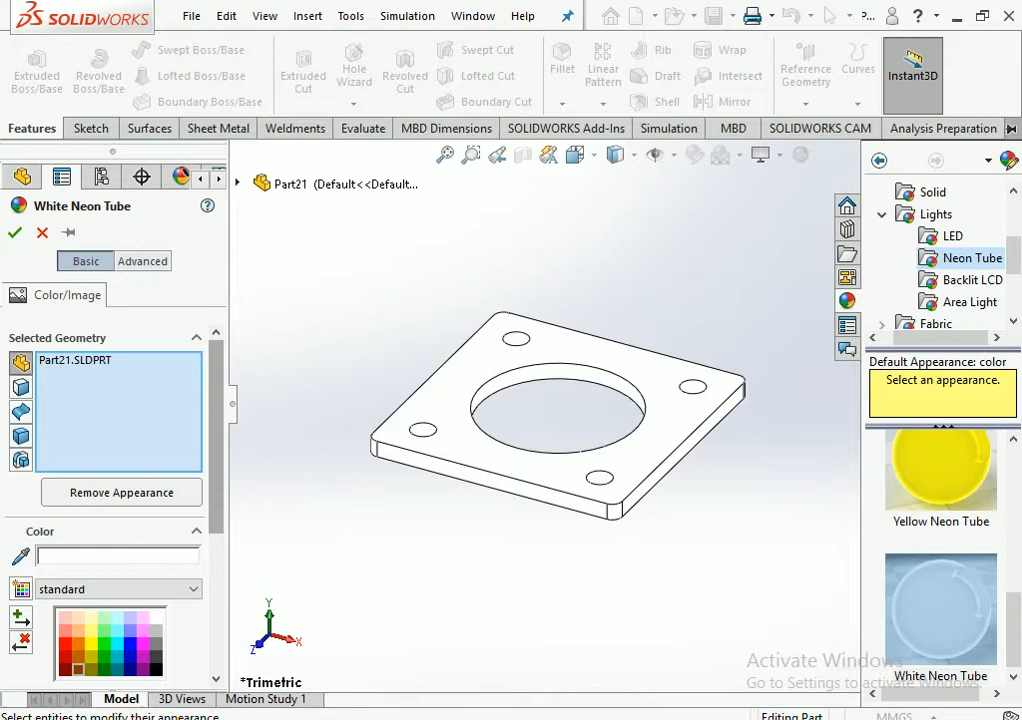 SOLIDWORKS
File Edit View Insert Tools Simulation Window Help P... ?
Extruded Boss/Base
Revolved Boss/Base
Swept Boss/Base
Lofted Boss/Base
Boundary Boss/Base
Extruded Cut
Hole Wizard
Revolved Cut
Swept Cut
Lofted Cut
Boundary Cut
Fillet
Linear Pattern
Rib
Draft
Shell
Wrap
Intersect
Mirror
Reference Geometry
Curves
Instant3D
Features Sketch Surfaces Sheet Metal Weldments Evaluate MBD Dimensions SOLIDWORKS Add-Ins Simulation MBD SOLIDWORKS CAM Analysis Preparation
Part21 (Default<<Default...
White Neon Tube
Basic Advanced
Color/Image
Selected Geometry
Part21.SLDPRT
Remove Appearance
Color
standard
Solid
Lights
LED
Neon Tube
Backlit LCD
Area Light
Fabric
Default Appearance: color
Select an appearance.
Yellow Neon Tube
White Neon Tube
Y
X
Z
*Trimetric
Activate Windows
Go to Settings to activate Windows.
Model 3D Views Motion Study 1
Select entities to modify their appearance
Editing Part MMGS